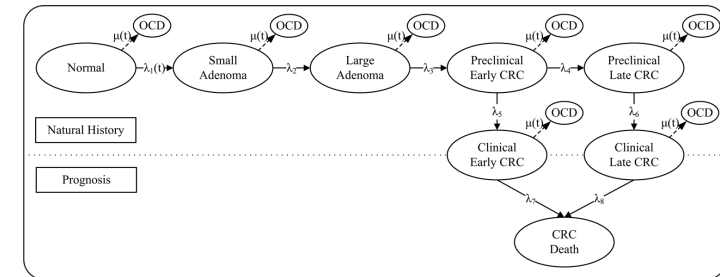 OCD
OCD
OCD
OCD
OCD
μ(t)
μ(t)
μ(t)
μ(t)
μ(t)
Normal
λ₁(t)
Small
Adenoma
λ₂
Large
Adenoma
λ₃
Preclinical
Early CRC
λ₄
Preclinical
Late CRC
λ₅
λ₆
OCD
OCD
μ(t)
μ(t)
Natural History
Clinical
Early CRC
Clinical
Late CRC
Prognosis
λ₇
λ₈
CRC
Death